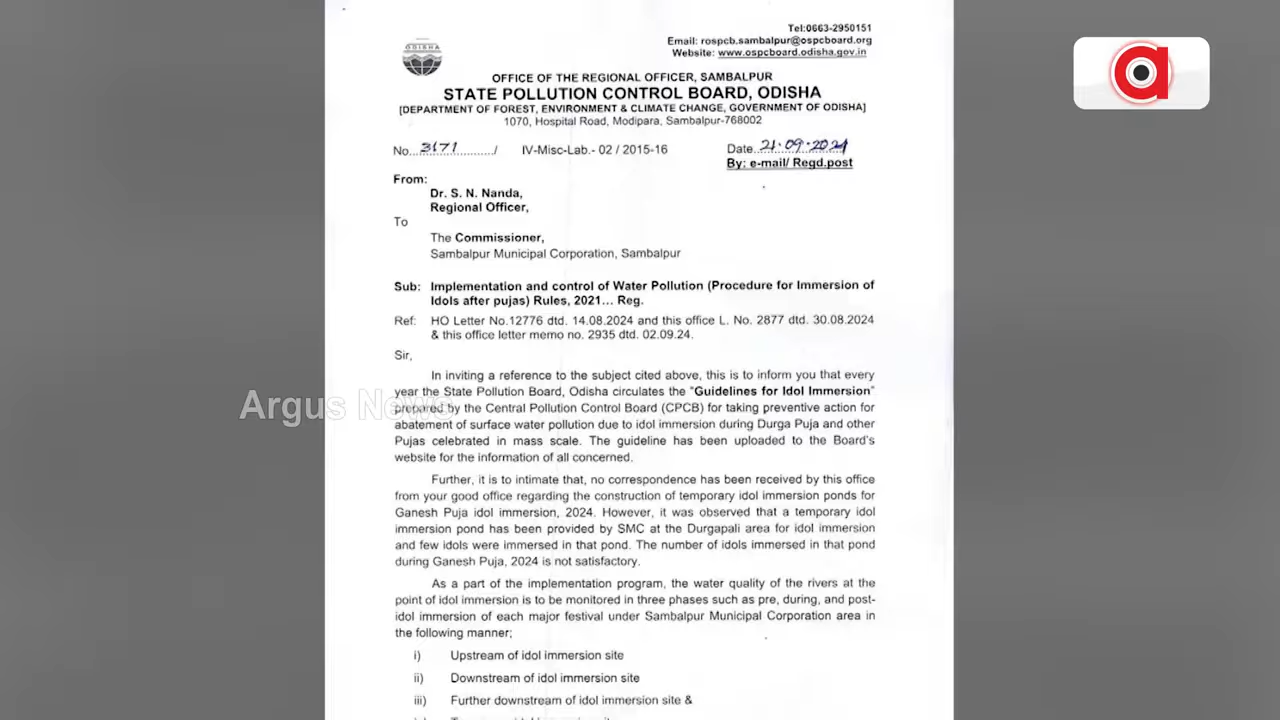 Tel:0663-2950151
Email: rospcb.sambalpur@ospcboard.org
Website: www.ospcboard.odisha.gov.in
ODISHA
OFFICE OF THE REGIONAL OFFICER, SAMBALPUR
STATE POLLUTION CONTROL BOARD, ODISHA
[DEPARTMENT OF FOREST, ENVIRONMENT & CLIMATE CHANGE, GOVERNMENT OF ODISHA]
1070, Hospital Road, Modipara, Sambalpur-768002
No. 3171 / IV-Misc-Lab.- 02 / 2015-16 Date. 21.09.2024
By: e-mail/ Regd.post
From:
Dr. S. N. Nanda,
Regional Officer,
To
The Commissioner,
Sambalpur Municipal Corporation, Sambalpur
Sub: Implementation and control of Water Pollution (Procedure for Immersion of
Idols after pujas) Rules, 2021... Reg.
Ref: HO Letter No.12776 dtd. 14.08.2024 and this office L. No. 2877 dtd. 30.08.2024
& this office letter memo no. 2935 dtd. 02.09.24.
Sir,
In inviting a reference to the subject cited above, this is to inform you that every
year the State Pollution Board, Odisha circulates the "Guidelines for Idol Immersion"
prepared by the Central Pollution Control Board (CPCB) for taking preventive action for
abatement of surface water pollution due to idol immersion during Durga Puja and other
Pujas celebrated in mass scale. The guideline has been uploaded to the Board's
website for the information of all concerned.
Argus News
Further, it is to intimate that, no correspondence has been received by this office
from your good office regarding the construction of temporary idol immersion ponds for
Ganesh Puja idol immersion, 2024. However, it was observed that a temporary idol
immersion pond has been provided by SMC at the Durgapali area for idol immersion
and few idols were immersed in that pond. The number of idols immersed in that pond
during Ganesh Puja, 2024 is not satisfactory.
As a part of the implementation program, the water quality of the rivers at the
point of idol immersion is to be monitored in three phases such as pre, during, and post-
idol immersion of each major festival under Sambalpur Municipal Corporation area in
the following manner;
i) Upstream of idol immersion site
ii) Downstream of idol immersion site
iii) Further downstream of idol immersion site &